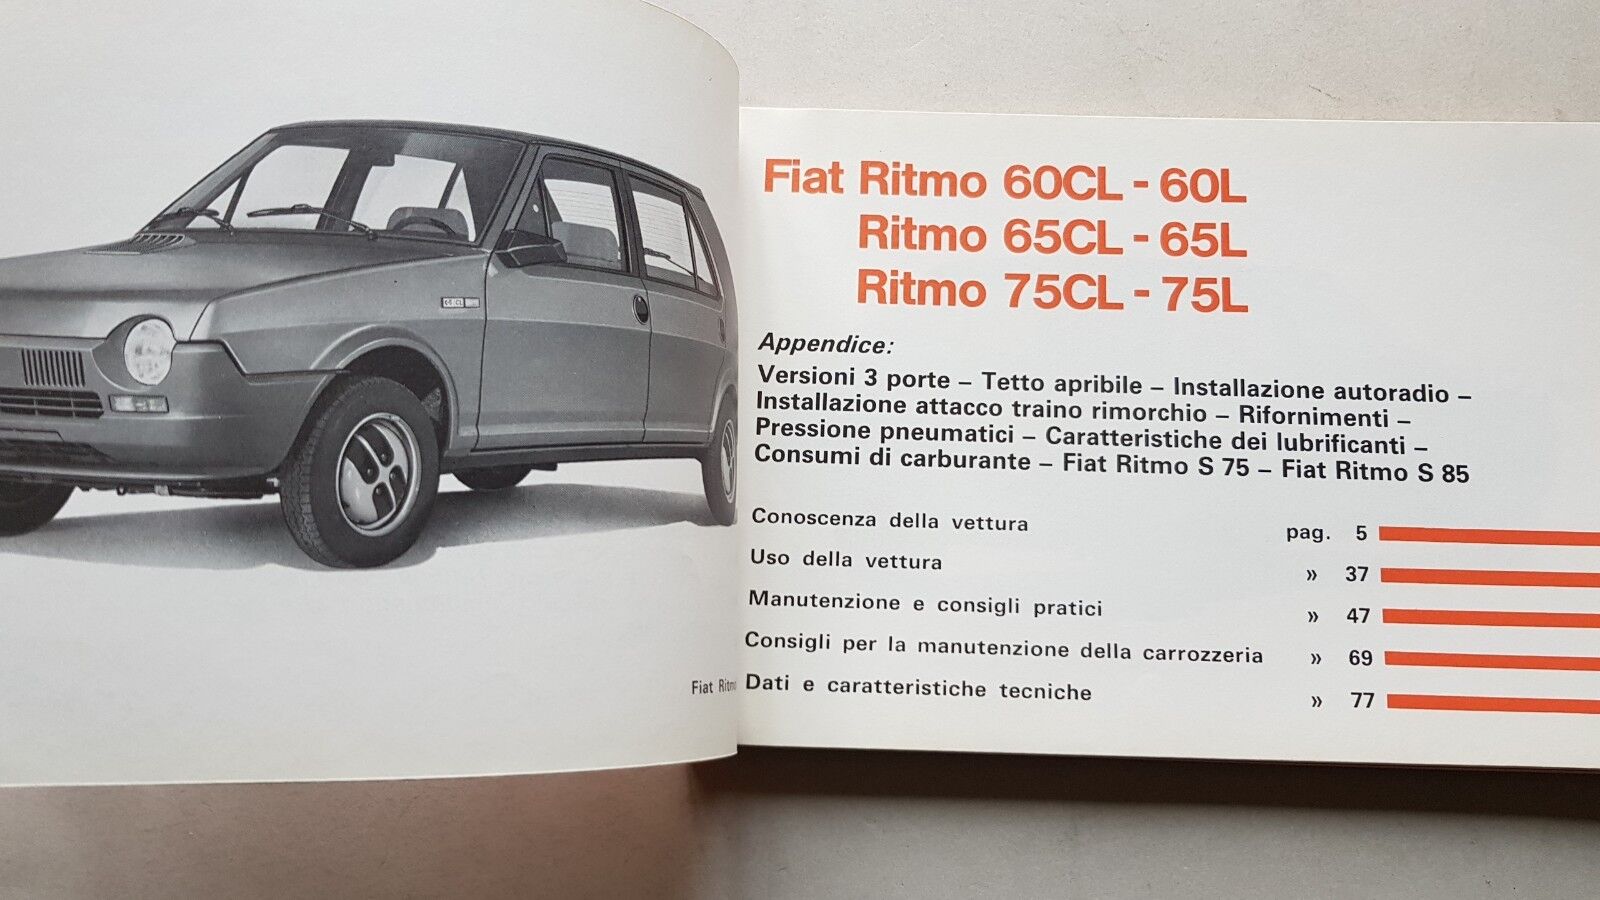 Fiat Ritmo 60CL - 60L
Ritmo 65CL - 65L
Ritmo 75CL - 75L
Appendice:
Versioni 3 porte – Tetto apribile – Installazione autoradio –
Installazione attacco traino rimorchio – Rifornimenti –
Pressione pneumatici – Caratteristiche dei lubrificanti –
Consumi di carburante – Fiat Ritmo S 75 – Fiat Ritmo S 85
Conoscenza della vettura pag. 5
Uso della vettura » 37
Manutenzione e consigli pratici » 47
Consigli per la manutenzione della carrozzeria » 69
Dati e caratteristiche tecniche » 77
Fiat Ritmo